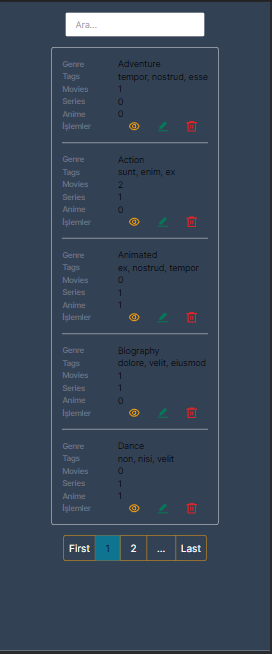 Ara...
Genre Adventure
Tags tempor, nostrud, esse
Movies 1
Series 0
Anime 0
İşlemler
Genre Action
Tags sunt, enim, ex
Movies 2
Series 1
Anime 0
İşlemler
Genre Animated
Tags ex, nostrud, tempor
Movies 0
Series 1
Anime 1
İşlemler
Genre Biography
Tags dolore, velit, eiusmod
Movies 1
Series 1
Anime 0
İşlemler
Genre Dance
Tags non, nisi, velit
Movies 0
Series 1
Anime 1
İşlemler
First 1 2 ... Last